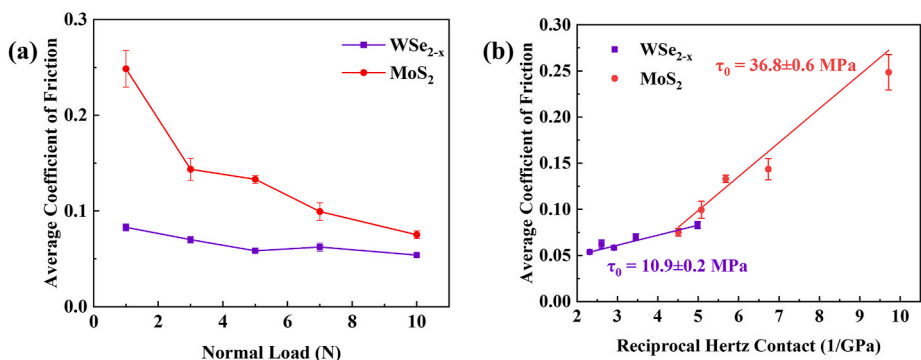 (a)
Average Coefficient of Friction
0.3
0.2
0.1
0.0
0
2
4
6
8
10
Normal Load (N)
WSe₂₋ₓ
MoS₂
(b)
Average Coefficient of Friction
0.30
0.25
0.20
0.15
0.10
0.05
0.00
2
3
4
5
6
7
8
9
10
Reciprocal Hertz Contact (1/GPa)
WSe₂₋ₓ
MoS₂
τ₀ = 36.8±0.6 MPa
τ₀ = 10.9±0.2 MPa